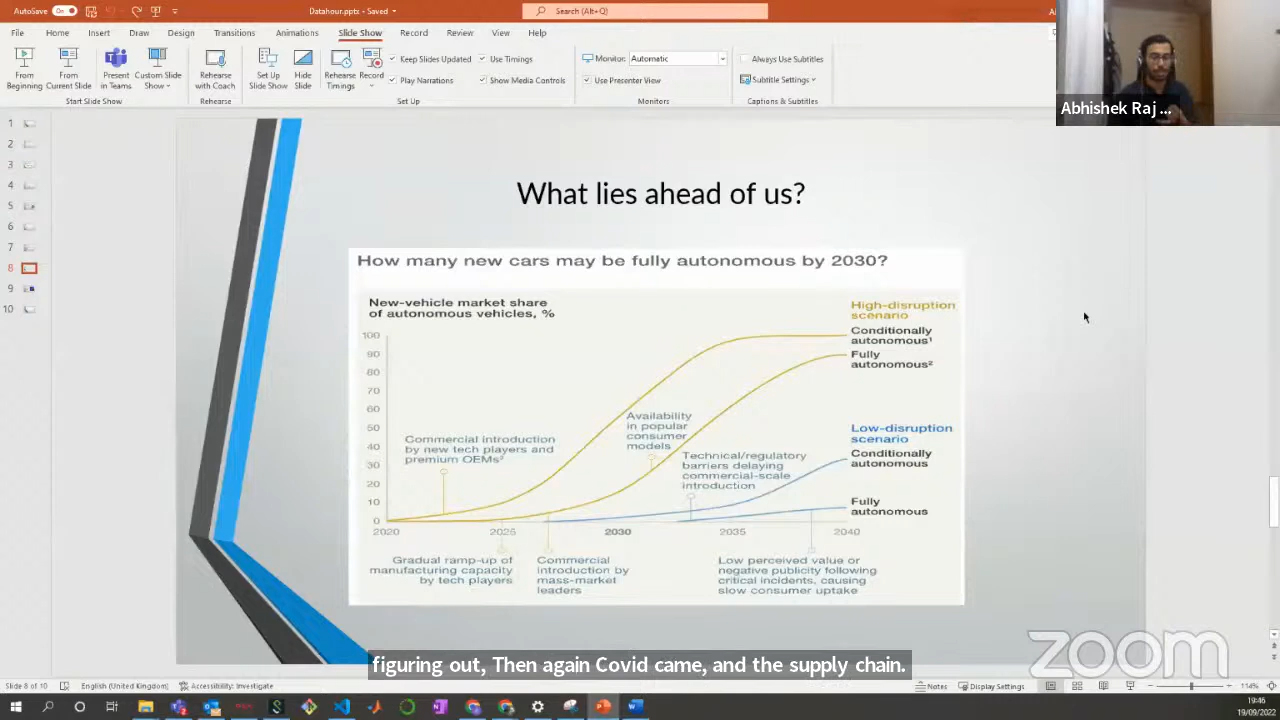 AutoSave On
Datahour.pptx - Saved
Search (Alt+Q)
File Home Insert Draw Design Transitions Animations Slide Show Record Review View Help
From Beginning
From Current Slide
Present in Teams
Custom Slide Show
Start Slide Show
Rehearse with Coach
Rehearse
Set Up Slide Show
Hide Slide
Rehearse Timings
Record
Keep Slides Updated
Use Timings
Play Narrations
Show Media Controls
Set Up
Monitor: Automatic
Use Presenter View
Monitors
Always Use Subtitles
Subtitle Settings
Captions & Subtitles
Abhishek Raj ...
1
2
3
4
5
6
7
8
9
10
What lies ahead of us?
How many new cars may be fully autonomous by 2030?
New-vehicle market share
of autonomous vehicles, %
High-disruption
scenario
Conditionally
autonomous¹
Fully
autonomous²
Low-disruption
scenario
Conditionally
autonomous
Fully
autonomous
100
90
80
70
60
50
40
30
20
10
0
Commercial introduction
by new tech players and
premium OEMs³
Availability
in popular
consumer
models
Technical/regulatory
barriers delaying
commercial-scale
introduction
2020 2025 2030 2035 2040
Gradual ramp-up of
manufacturing capacity
by tech players
Commercial
introduction by
mass-market
leaders
Low perceived value or
negative publicity following
critical incidents, causing
slow consumer uptake
zoom
figuring out, Then again Covid came, and the supply chain.
Slide 8 of 10 English (United Kingdom) Accessibility: Investigate
Notes Display Settings 114%
19:46
19/09/2022